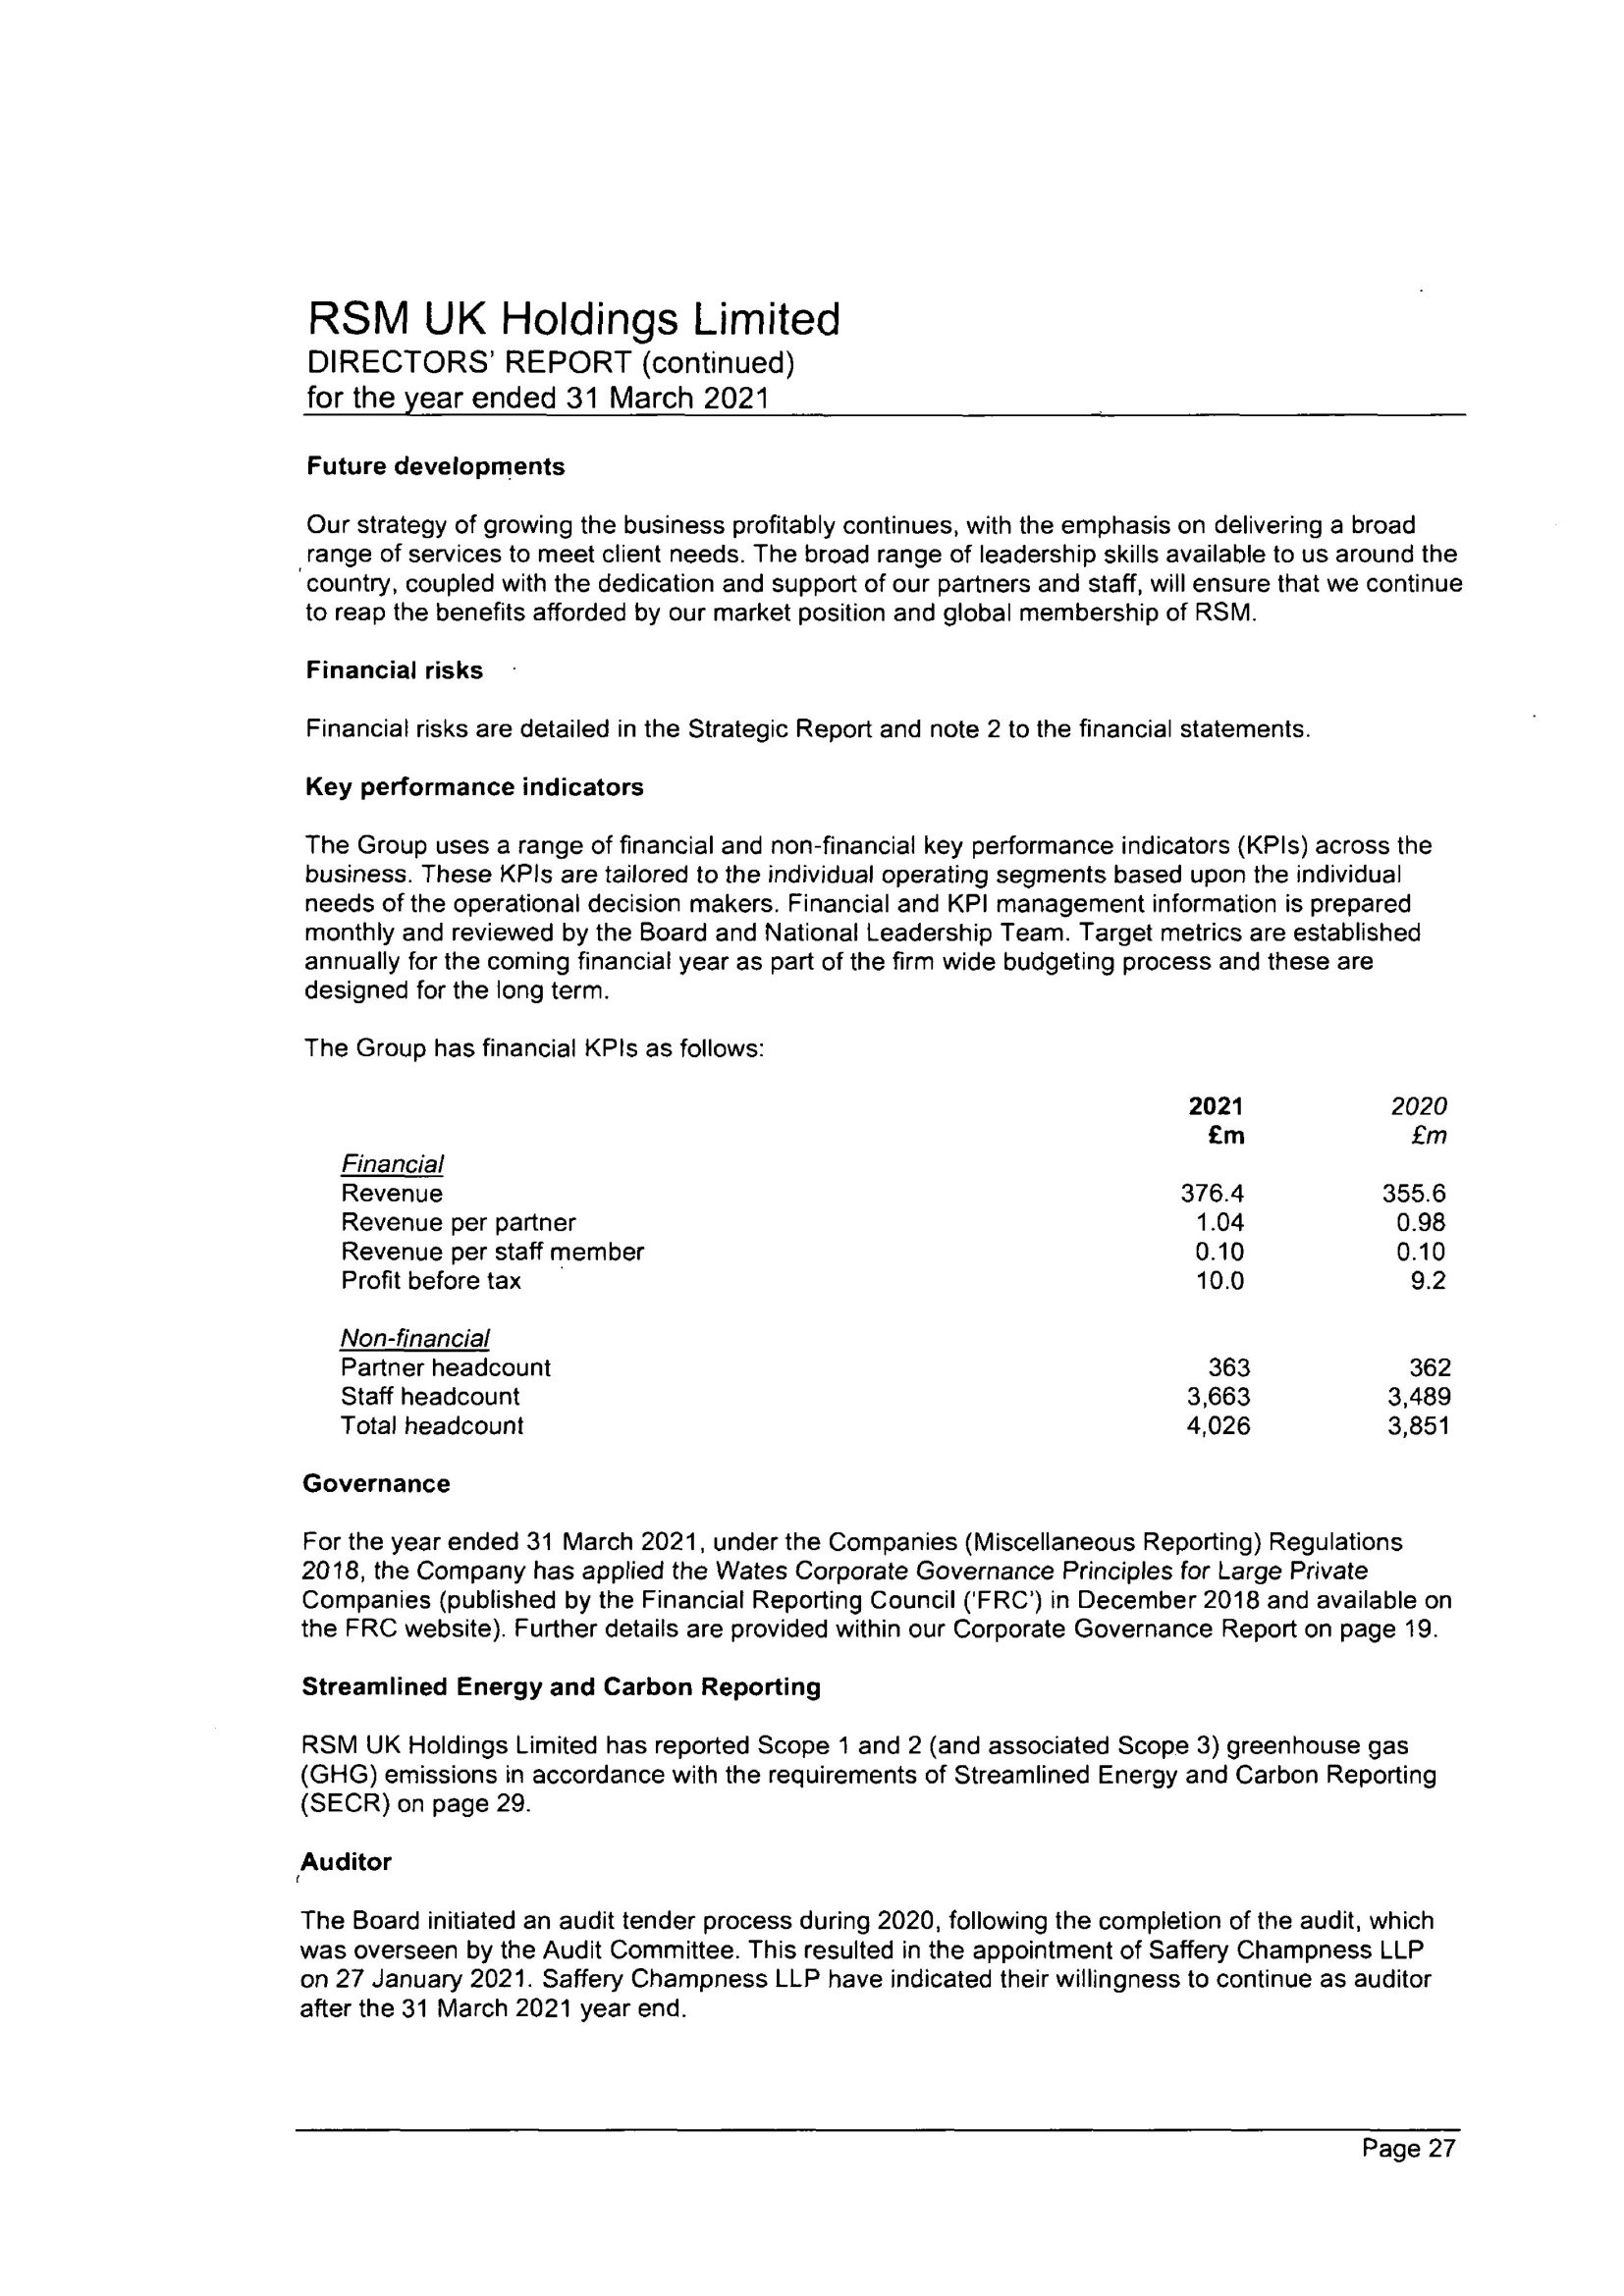 RSM UK Holdings Limited
DIRECTORS' REPORT (continued)
for the year ended 31 March 2021
Future developments
Our strategy of growing the business profitably continues, with the emphasis on delivering a broad
range of services to meet client needs. The broad range of leadership skills available to us around the
country, coupled with the dedication and support of our partners and staff, will ensure that we continue
to reap the benefits afforded by our market position and global membership of RSM.
Financial risks
Financial risks are detailed in the Strategic Report and note 2 to the financial statements.
Key performance indicators
The Group uses a range of financial and non-financial key performance indicators (KPIs) across the
business. These KPIs are tailored to the individual operating segments based upon the individual
needs of the operational decision makers. Financial and KPI management information is prepared
monthly and reviewed by the Board and National Leadership Team. Target metrics are established
annually for the coming financial year as part of the firm wide budgeting process and these are
designed for the long term.
The Group has financial KPIs as follows:
2021 2020
£m £m
Financial
Revenue 376.4 355.6
Revenue per partner 1.04 0.98
Revenue per staff member 0.10 0.10
Profit before tax 10.0 9.2
Non-financial
Partner headcount 363 362
Staff headcount 3,663 3,489
Total headcount 4,026 3,851
Governance
For the year ended 31 March 2021, under the Companies (Miscellaneous Reporting) Regulations
2018, the Company has applied the Wates Corporate Governance Principles for Large Private
Companies (published by the Financial Reporting Council ('FRC') in December 2018 and available on
the FRC website). Further details are provided within our Corporate Governance Report on page 19.
Streamlined Energy and Carbon Reporting
RSM UK Holdings Limited has reported Scope 1 and 2 (and associated Scope 3) greenhouse gas
(GHG) emissions in accordance with the requirements of Streamlined Energy and Carbon Reporting
(SECR) on page 29.
Auditor
The Board initiated an audit tender process during 2020, following the completion of the audit, which
was overseen by the Audit Committee. This resulted in the appointment of Saffery Champness LLP
on 27 January 2021. Saffery Champness LLP have indicated their willingness to continue as auditor
after the 31 March 2021 year end.
Page 27